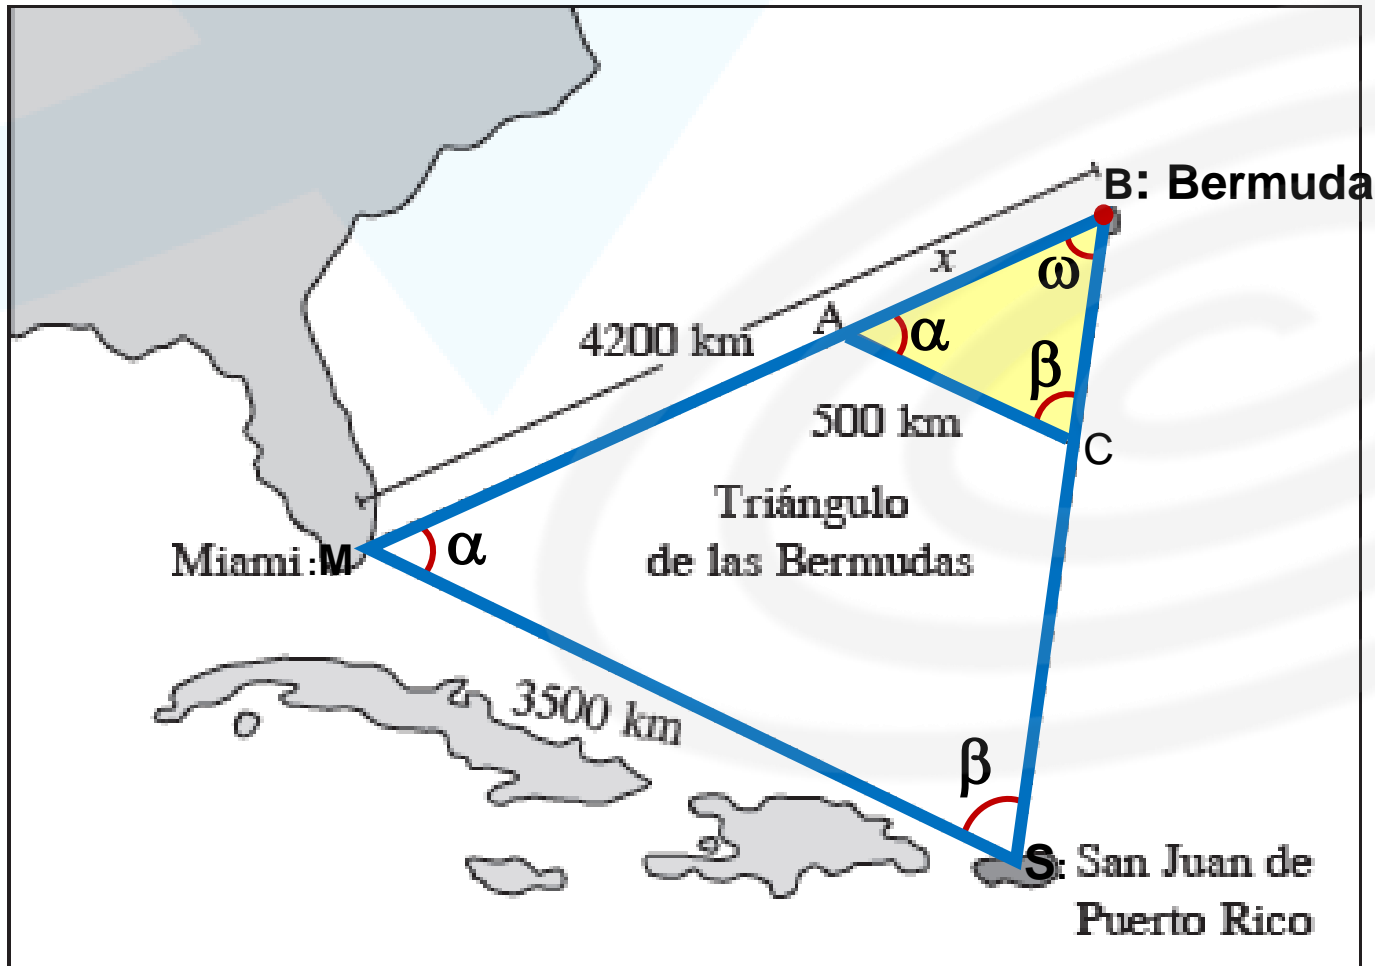 B: Bermuda
x
ω
A
α
4200 km
β
500 km
C
Triángulo
de las Bermudas
Miami:M
α
3500 km
β
S: San Juan de
Puerto Rico